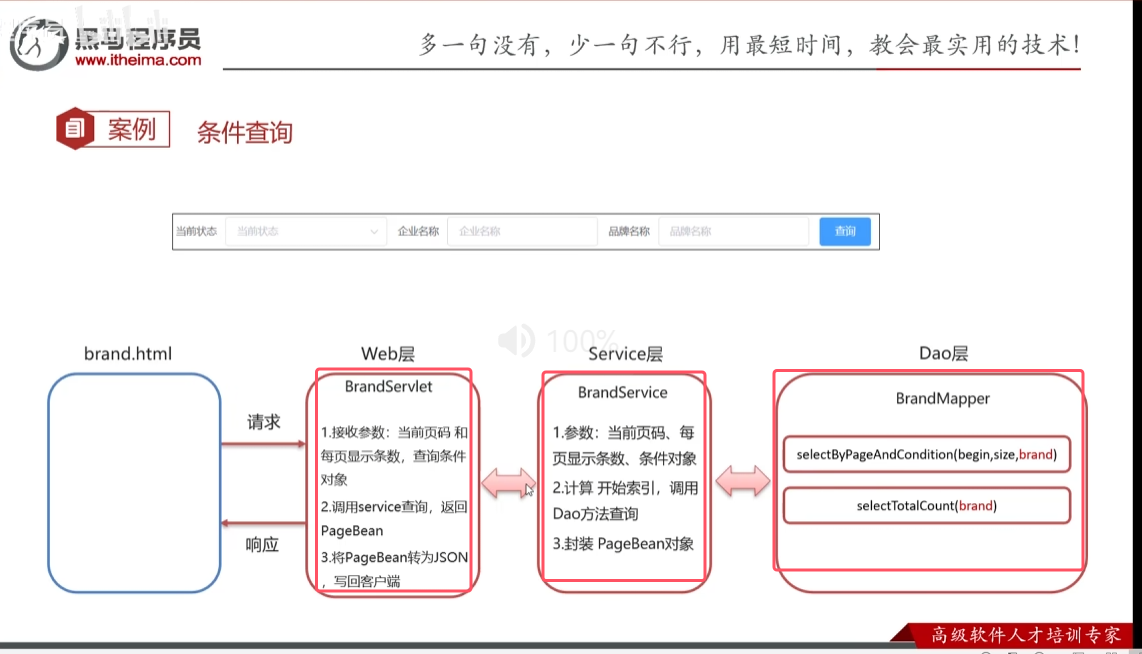 黑马程序员
www.itheima.com
多一句没有，少一句不行，用最短时间，教会最实用的技术！
案例
条件查询
当前状态 当前状态 企业名称 企业名称 品牌名称 品牌名称 查询
100%
brand.html
请求
响应
Web层
BrandServlet
1.接收参数：当前页码 和
每页显示条数，查询条件
对象
2.调用service查询，返回
PageBean
3.将PageBean转为JSON
，写回客户端
Service层
BrandService
1.参数：当前页码、每
页显示条数、条件对象
2.计算 开始索引，调用
Dao方法查询
3.封装 PageBean对象
Dao层
BrandMapper
selectByPageAndCondition(begin,size,brand)
selectTotalCount(brand)
高级软件人才培训专家